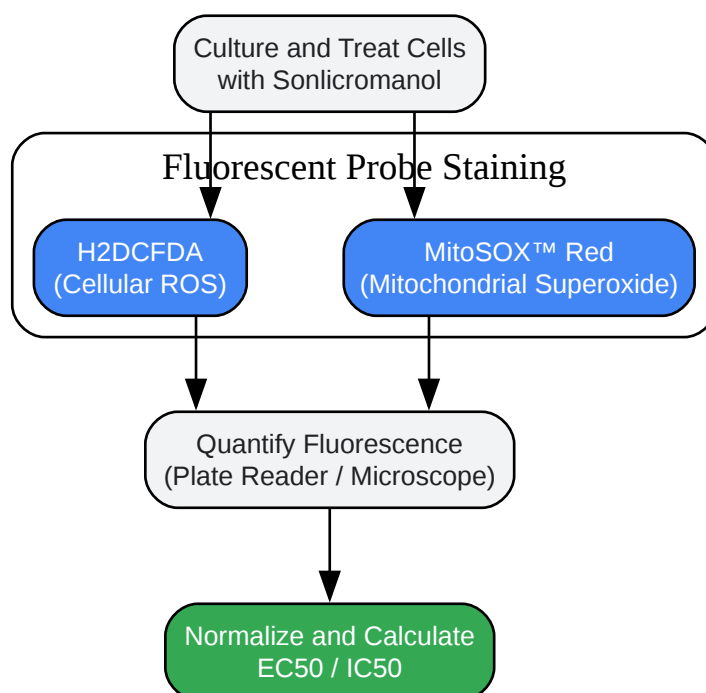 Culture and Treat Cells
with Sonlicromanol
Fluorescent Probe Staining
H2DCFDA
(Cellular ROS)
MitoSOX™ Red
(Mitochondrial Superoxide)
Quantify Fluorescence
(Plate Reader / Microscope)
Normalize and Calculate
EC50 / IC50